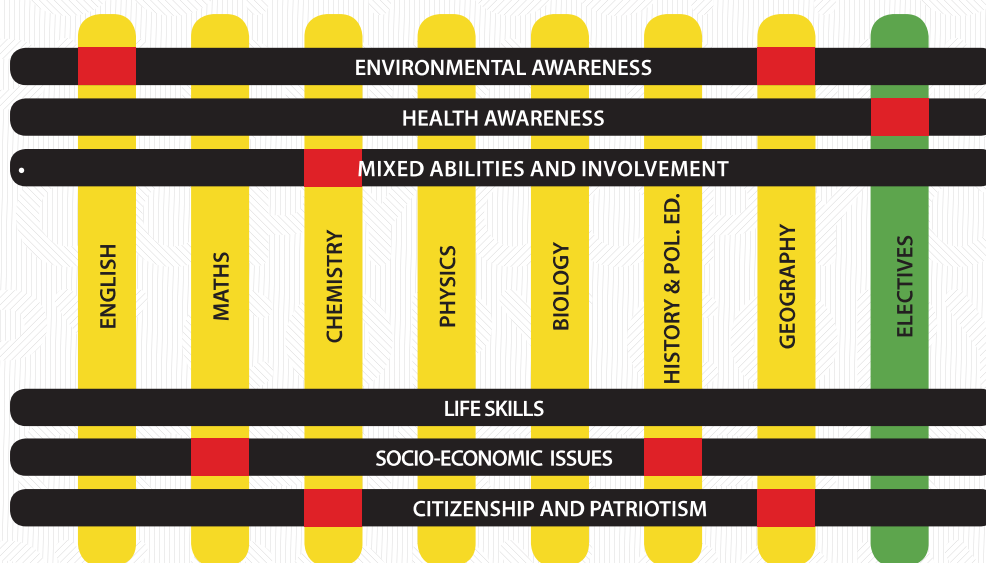 ENVIRONMENTAL AWARENESS
HEALTH AWARENESS
MIXED ABILITIES AND INVOLVEMENT
ENGLISH
MATHS
CHEMISTRY
PHYSICS
BIOLOGY
HISTORY & POL. ED.
GEOGRAPHY
ELECTIVES
LIFE SKILLS
SOCIO-ECONOMIC ISSUES
CITIZENSHIP AND PATRIOTISM